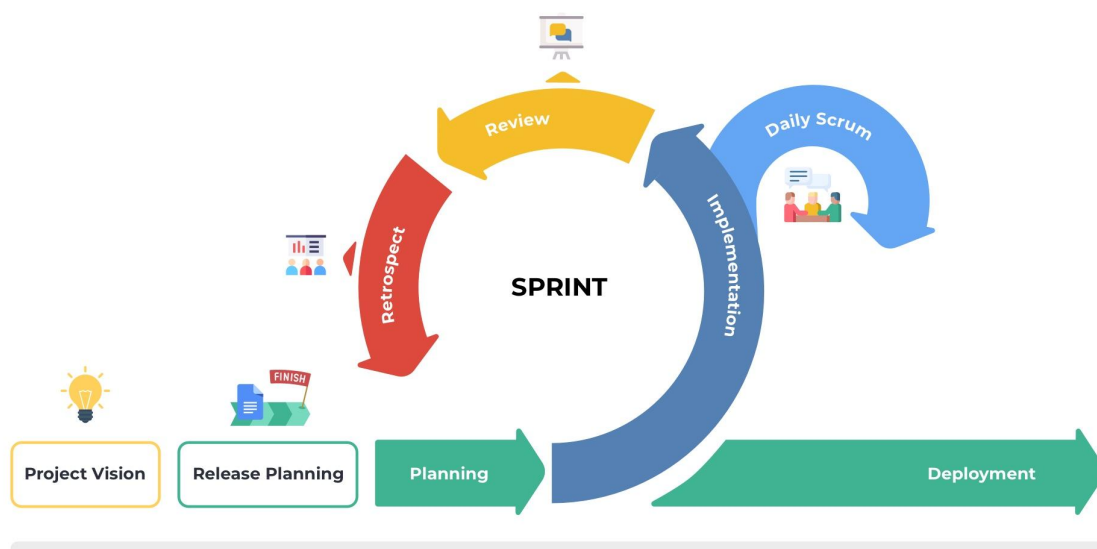 Review
Daily Scrum
Implementation
Retrospect
SPRINT
FINISH
Project Vision
Release Planning
Planning
Deployment